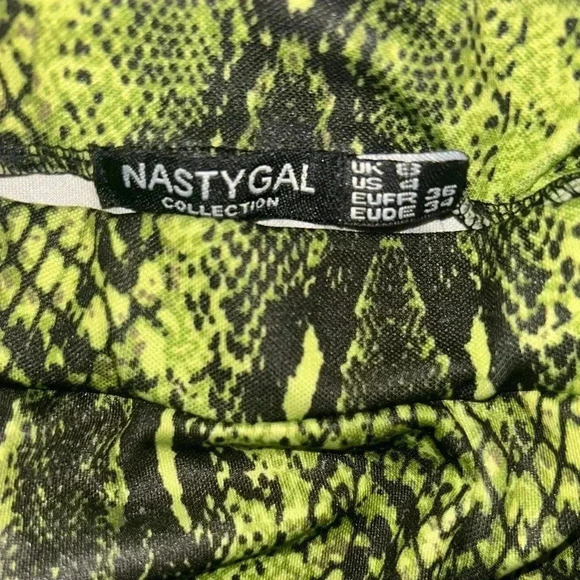 NASTYGAL
COLLECTION
UK 8
US 4
EUFR 36
EUDE 34